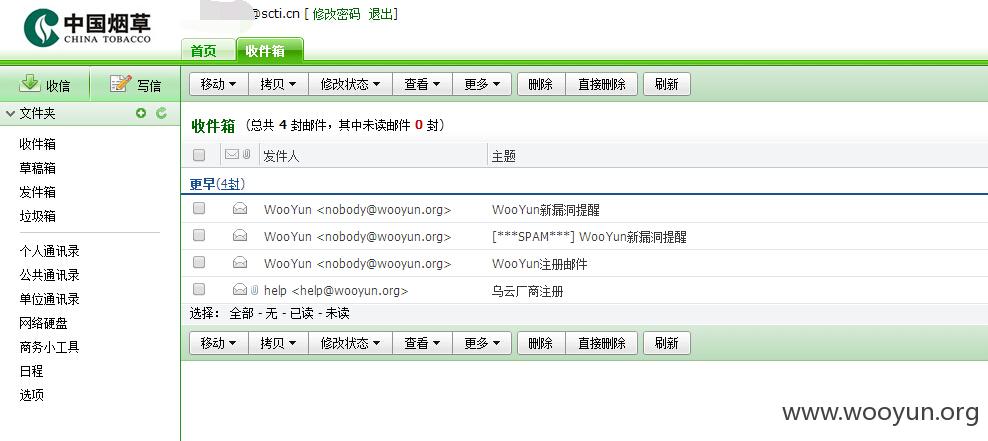 中国烟草
CHINA TOBACCO
@scti.cn [ 修改密码 退出]
首页 收件箱
收信 写信
移动 拷贝 修改状态 查看 更多 删除 直接删除 刷新
文件夹
收件箱
草稿箱
发件箱
垃圾箱
个人通讯录
公共通讯录
单位通讯录
网络硬盘
商务小工具
日程
选项
收件箱 (总共 4 封邮件，其中未读邮件 0 封)
发件人 主题
更早(4封)
WooYun <nobody@wooyun.org> WooYun新漏洞提醒
WooYun <nobody@wooyun.org> [***SPAM***] WooYun新漏洞提醒
WooYun <nobody@wooyun.org> WooYun注册邮件
help <help@wooyun.org> 乌云厂商注册
选择： 全部 - 无 - 已读 - 未读
移动 拷贝 修改状态 查看 更多 删除 直接删除 刷新
www.wooyun.org